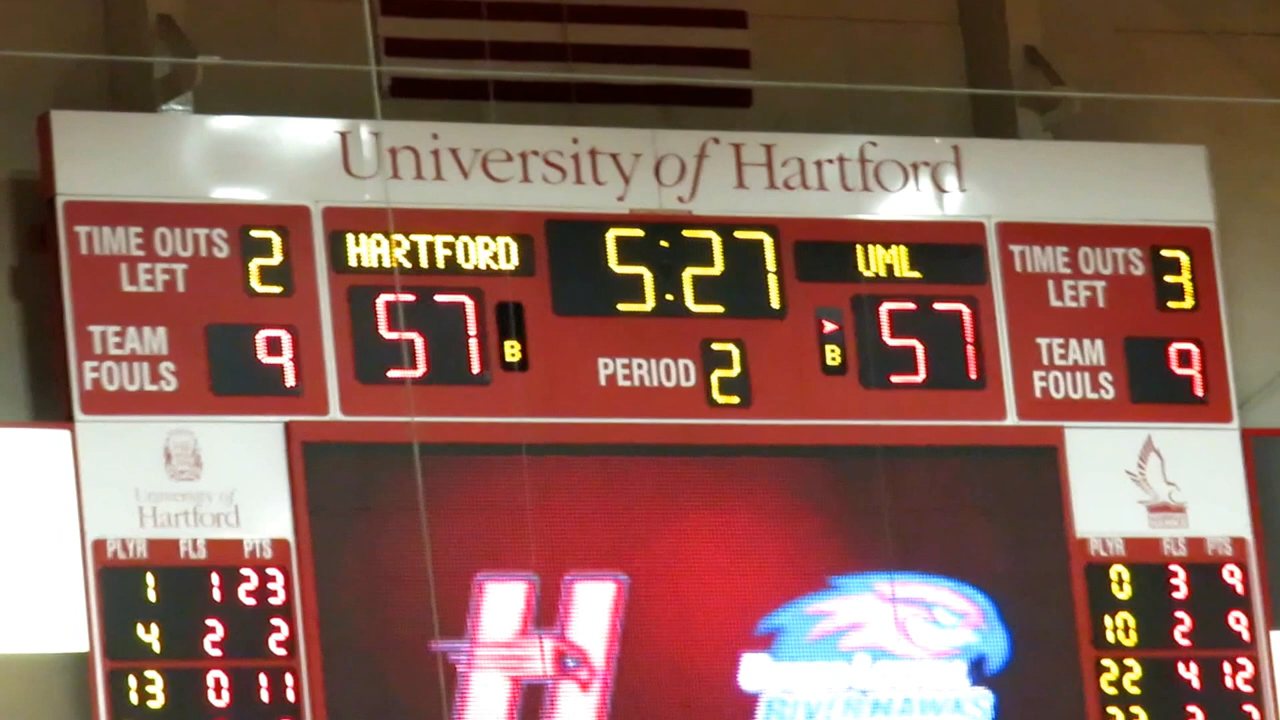 University of Hartford
TIME OUTS LEFT 2
HARTFORD
5:27
UML
TIME OUTS LEFT 3
TEAM FOULS 9
57 B
PERIOD 2
B 57
TEAM FOULS 9
University of
Hartford
PLYR FLS PTS
1 1 23
4 2 2
13 0 11
PLYR FLS PTS
0 3 9
10 2 9
22 4 12
H
RIVERHAWKS